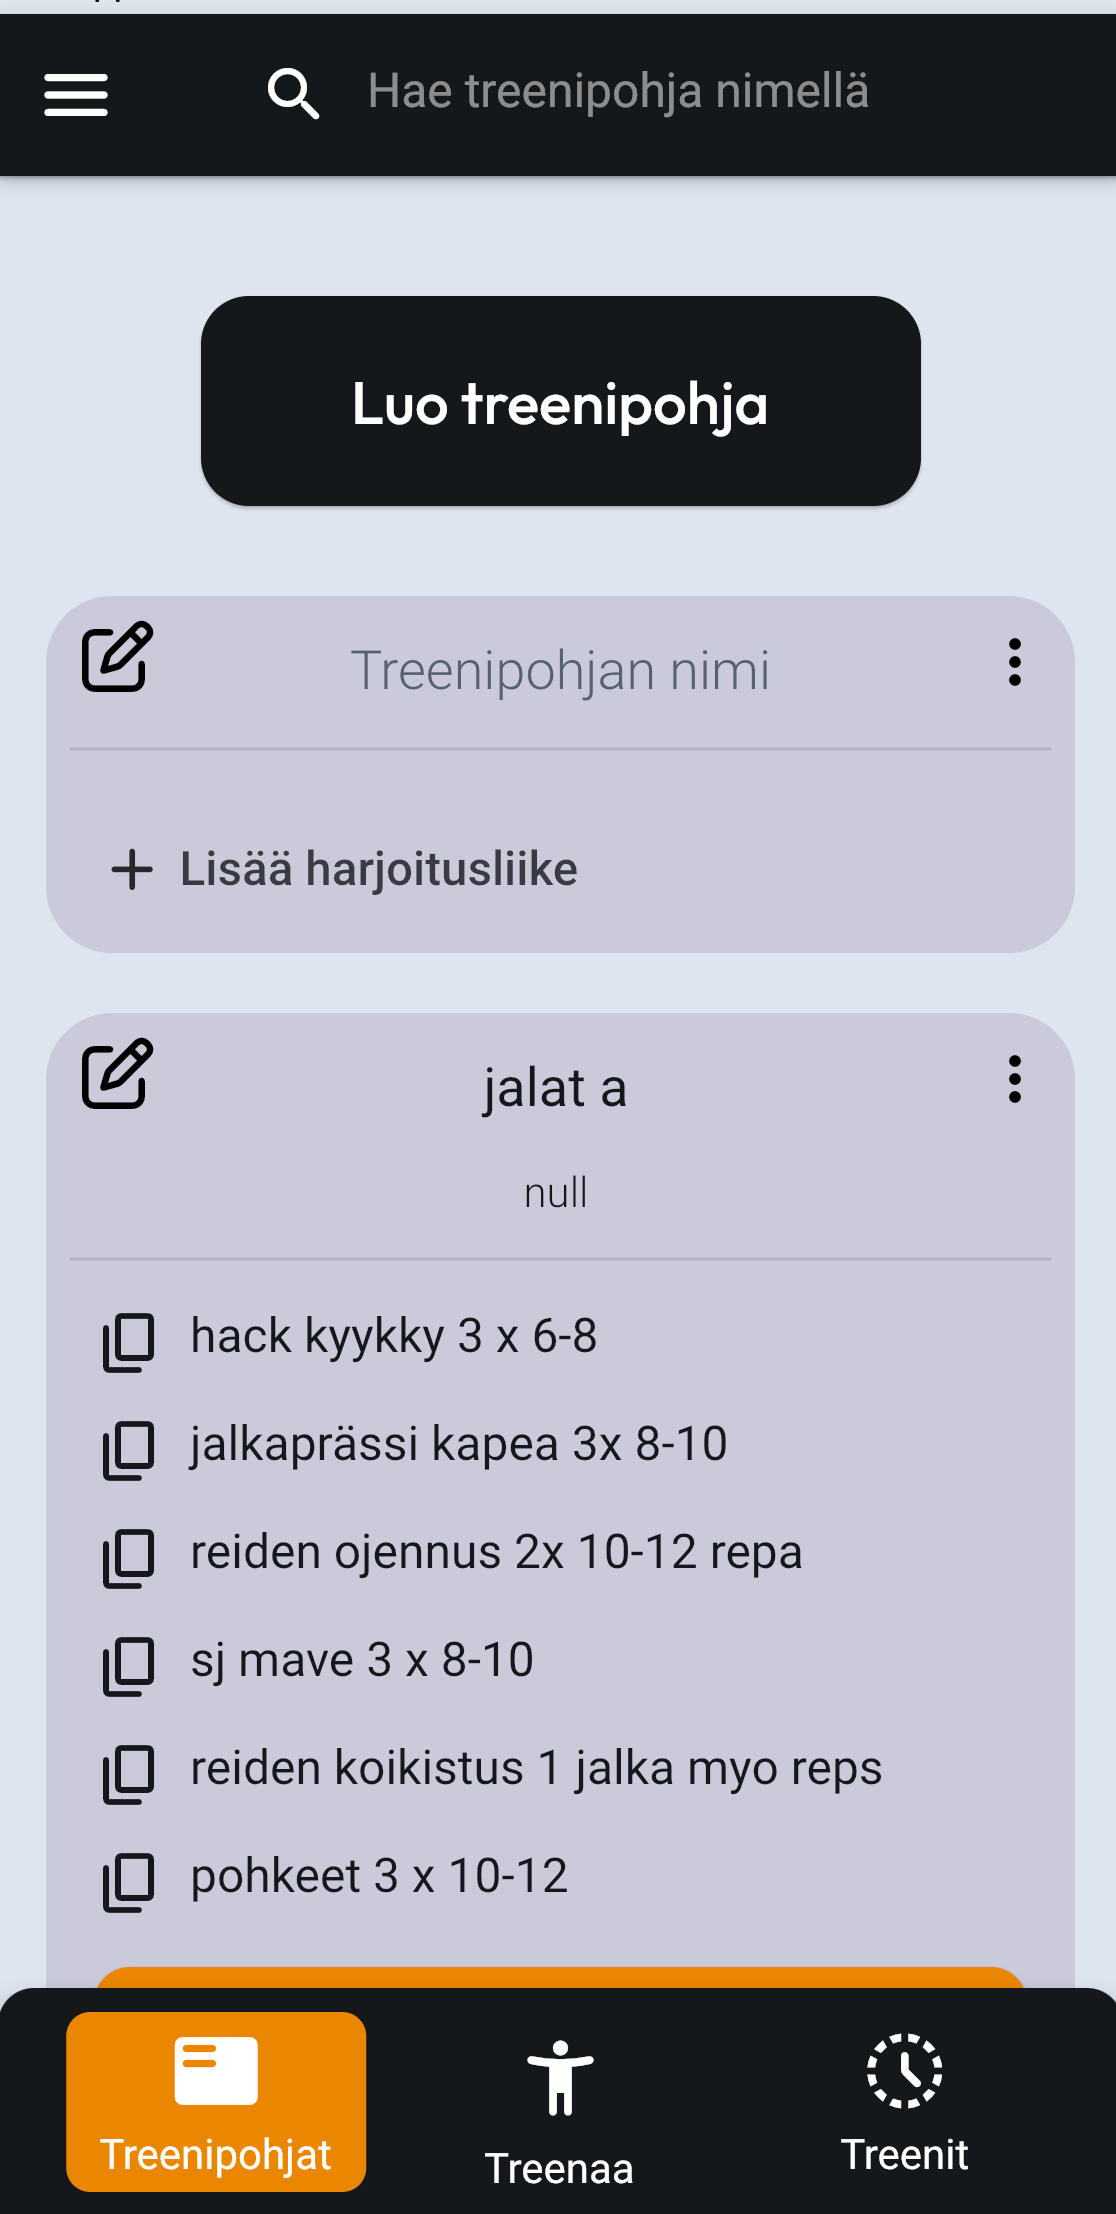 Hae treenipohja nimellä
Luo treenipohja
Treenipohjan nimi
Lisää harjoitusliike
jalat a
null
hack kyykky 3 x 6-8
jalkaprässi kapea 3x 8-10
reiden ojennus 2x 10-12 repa
sj mave 3 x 8-10
reiden koikistus 1 jalka myo reps
pohkeet 3 x 10-12
Treenipohjat
Treenaa
Treenit